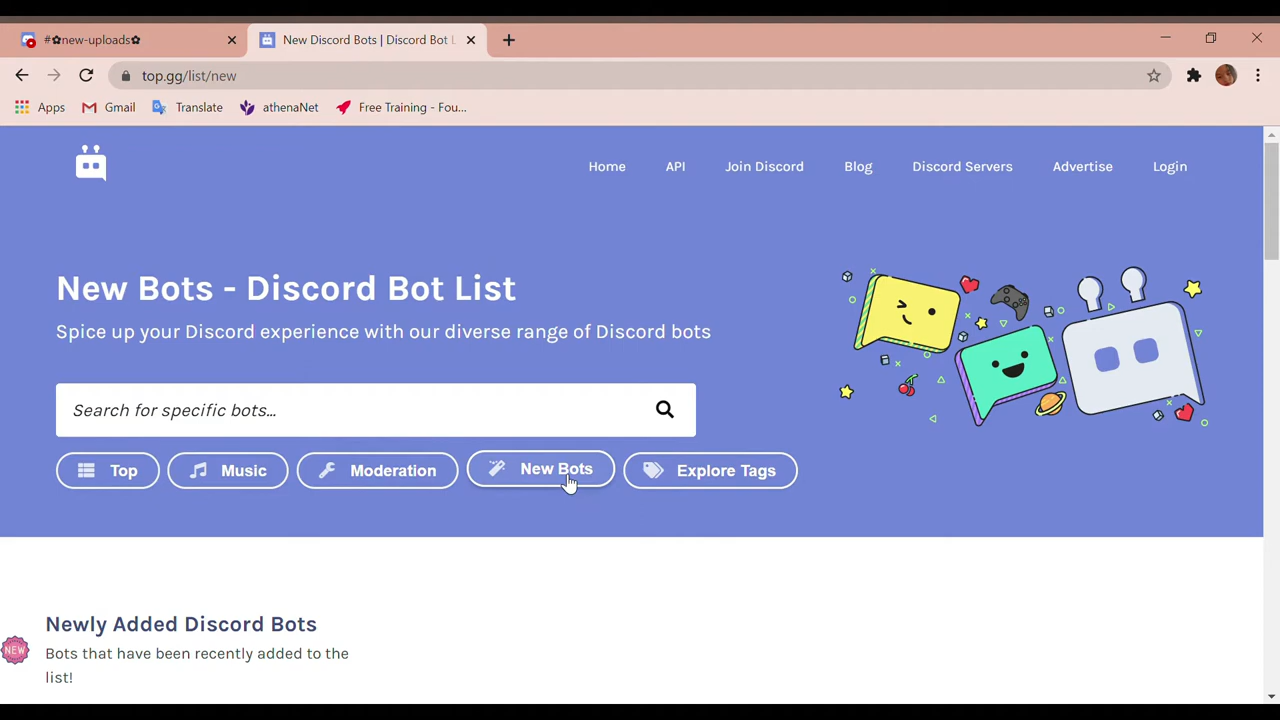 #✿new-uploads✿
New Discord Bots | Discord Bot L
top.gg/list/new
Apps Gmail Translate athenaNet Free Training - Fou...
Home API Join Discord Blog Discord Servers Advertise Login
New Bots - Discord Bot List
Spice up your Discord experience with our diverse range of Discord bots
Search for specific bots...
Top Music Moderation New Bots Explore Tags
Newly Added Discord Bots
NEW
Bots that have been recently added to the
list!